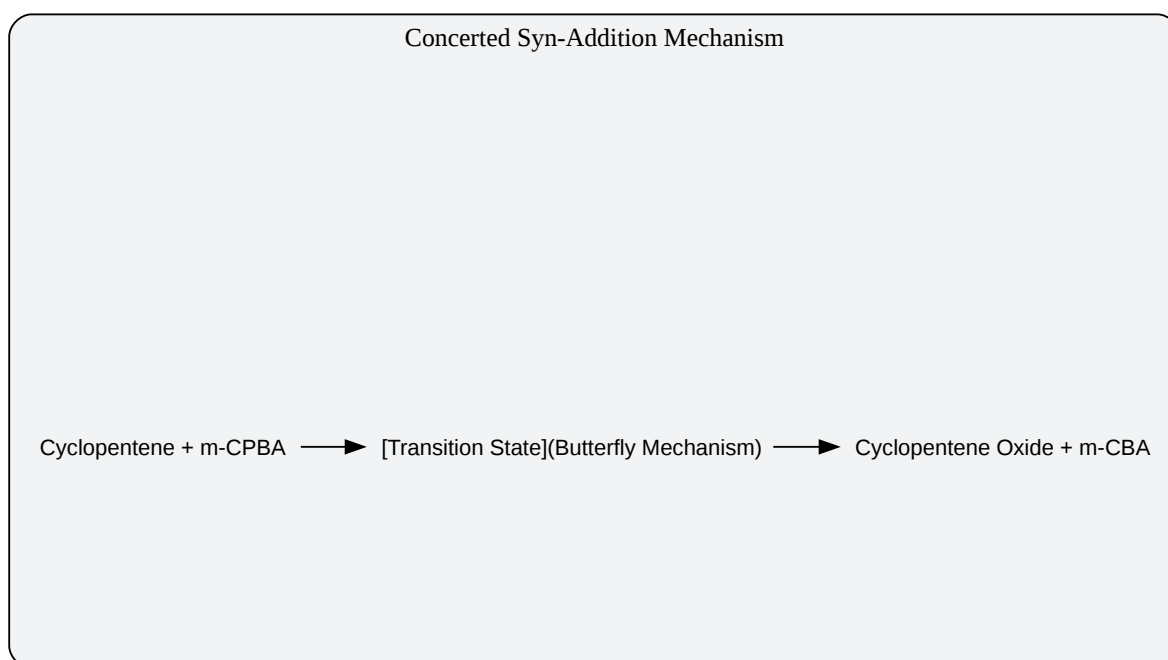 Concerted Syn-Addition Mechanism
Cyclopentene + m-CPBA [Transition State](Butterfly Mechanism) Cyclopentene Oxide + m-CBA